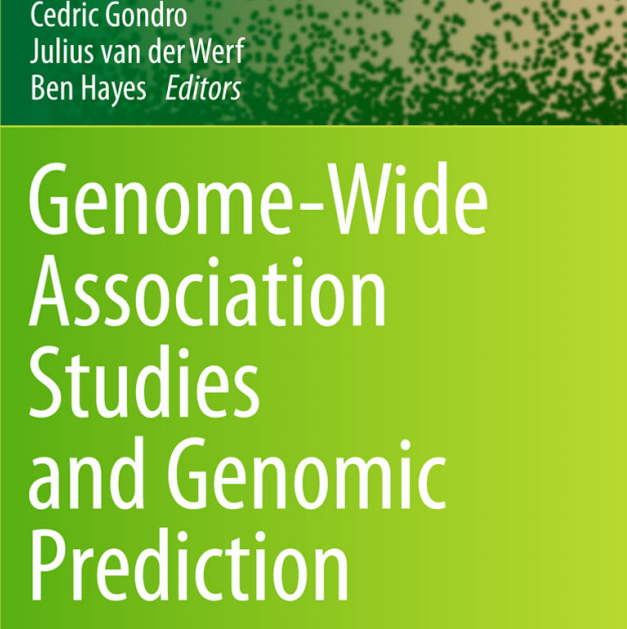 Cedric Gondro
Julius van der Werf
Ben Hayes Editors
Genome-Wide
Association
Studies
and Genomic
Prediction